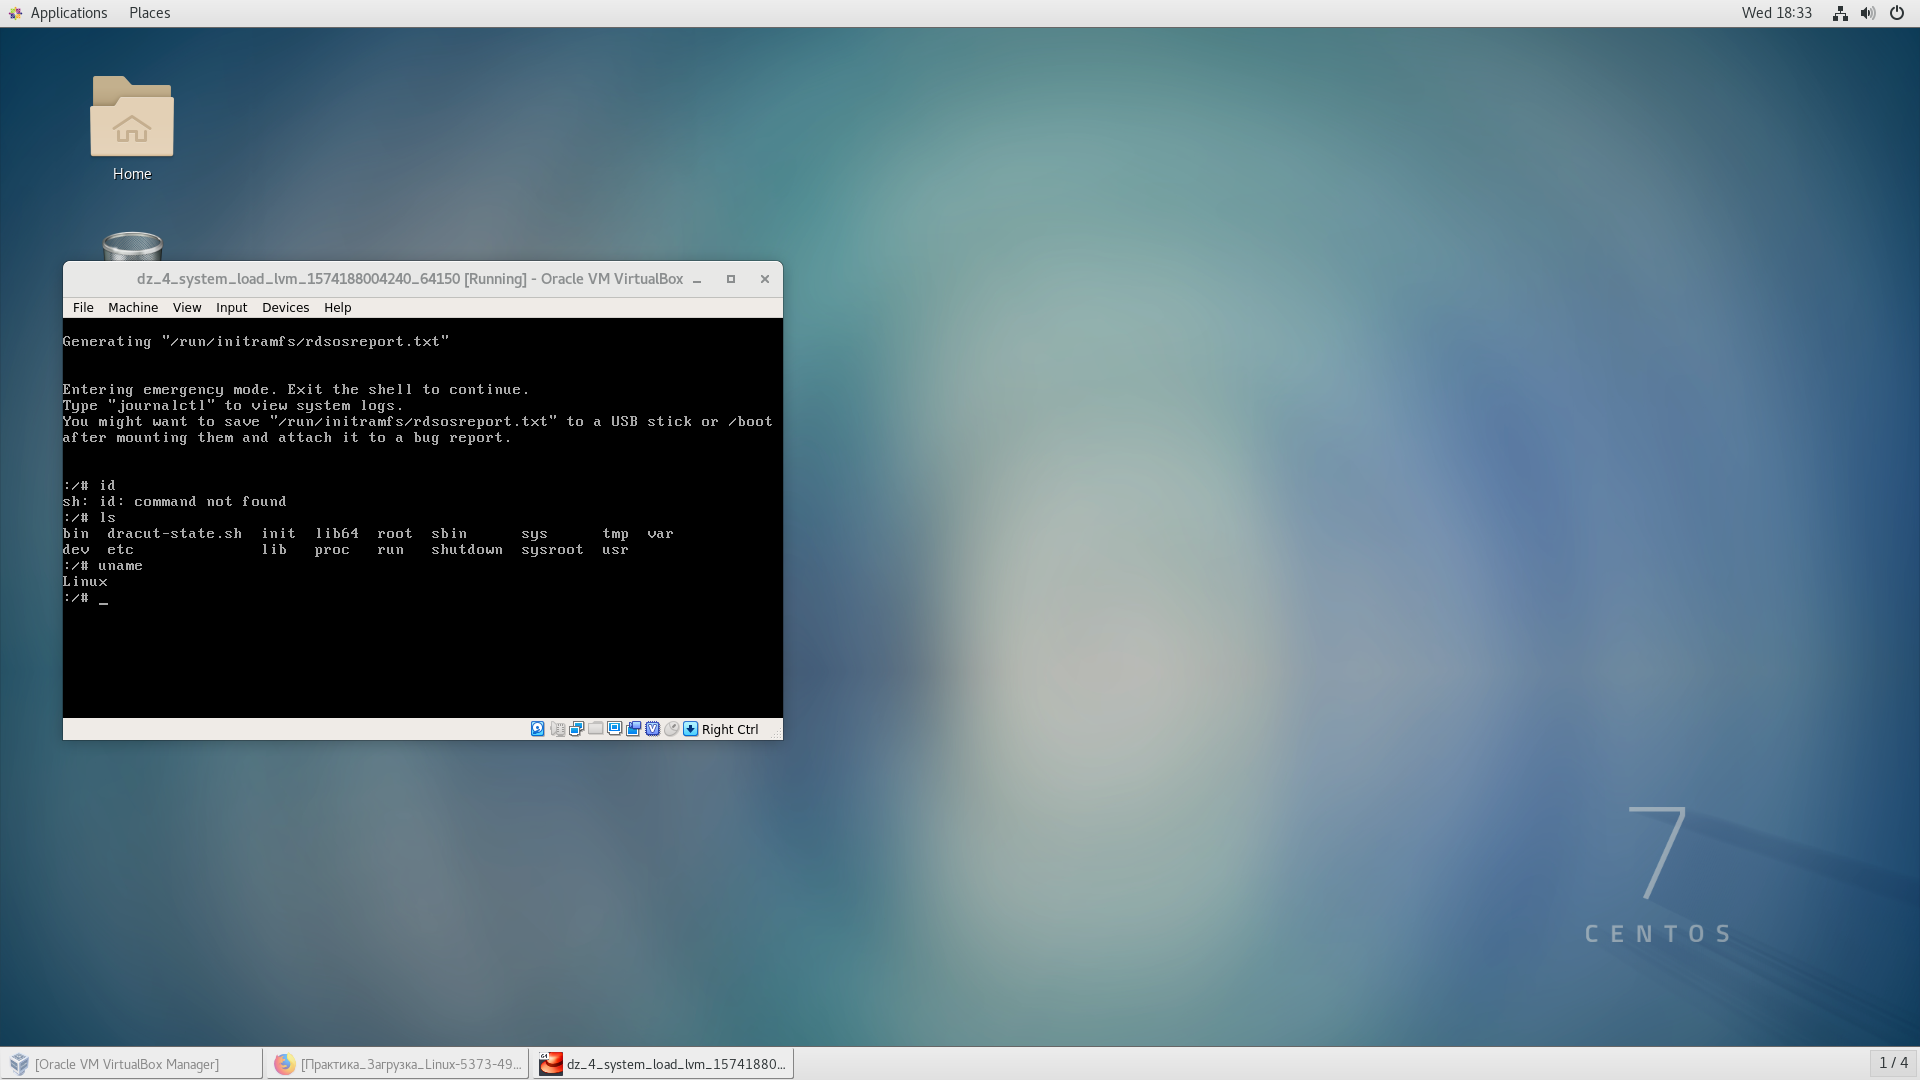 Applications Places Wed 18:33
Home
dz_4_system_load_lvm_1574188004240_64150 [Running] - Oracle VM VirtualBox
File Machine View Input Devices Help
Generating "/run/initramfs/rdsosreport.txt"
Entering emergency mode. Exit the shell to continue.
Type "journalctl" to view system logs.
You might want to save "/run/initramfs/rdsosreport.txt" to a USB stick or /boot
after mounting them and attach it to a bug report.
:/# id
sh: id: command not found
:/# ls
bin dracut-state.sh init lib64 root sbin sys tmp var
dev etc lib proc run shutdown sysroot usr
:/# uname
Linux
:/# _
Right Ctrl
7
CENTOS
[Oracle VM VirtualBox Manager] [Практика_Загрузка_Linux-5373-49... dz_4_system_load_lvm_15741880... 1 / 4